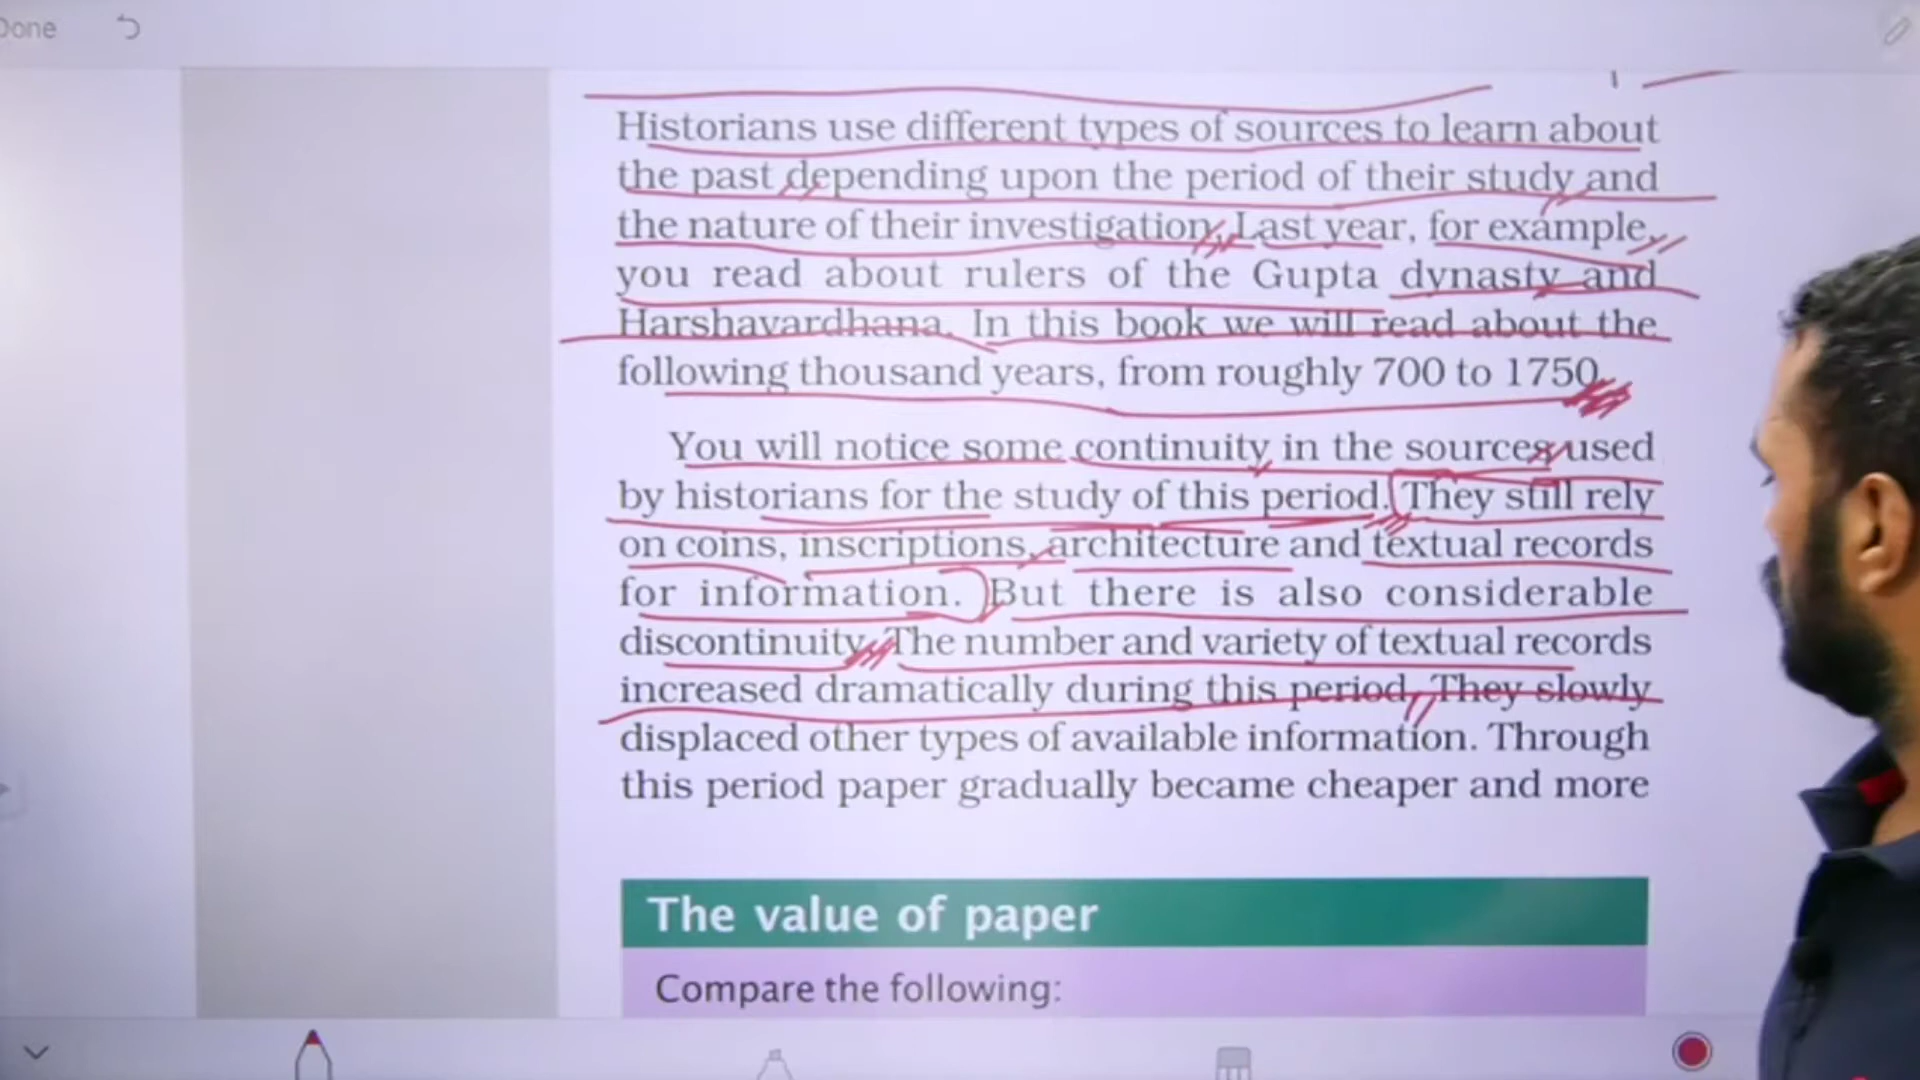 Done
Historians use different types of sources to learn about
the past depending upon the period of their study and
the nature of their investigation. Last year, for example,
you read about rulers of the Gupta dynasty and
Harshavardhana. In this book we will read about the
following thousand years, from roughly 700 to 1750.
You will notice some continuity in the sources used
by historians for the study of this period. They still rely
on coins, inscriptions, architecture and textual records
for information. But there is also considerable
discontinuity. The number and variety of textual records
increased dramatically during this period. They slowly
displaced other types of available information. Through
this period paper gradually became cheaper and more
The value of paper
Compare the following: